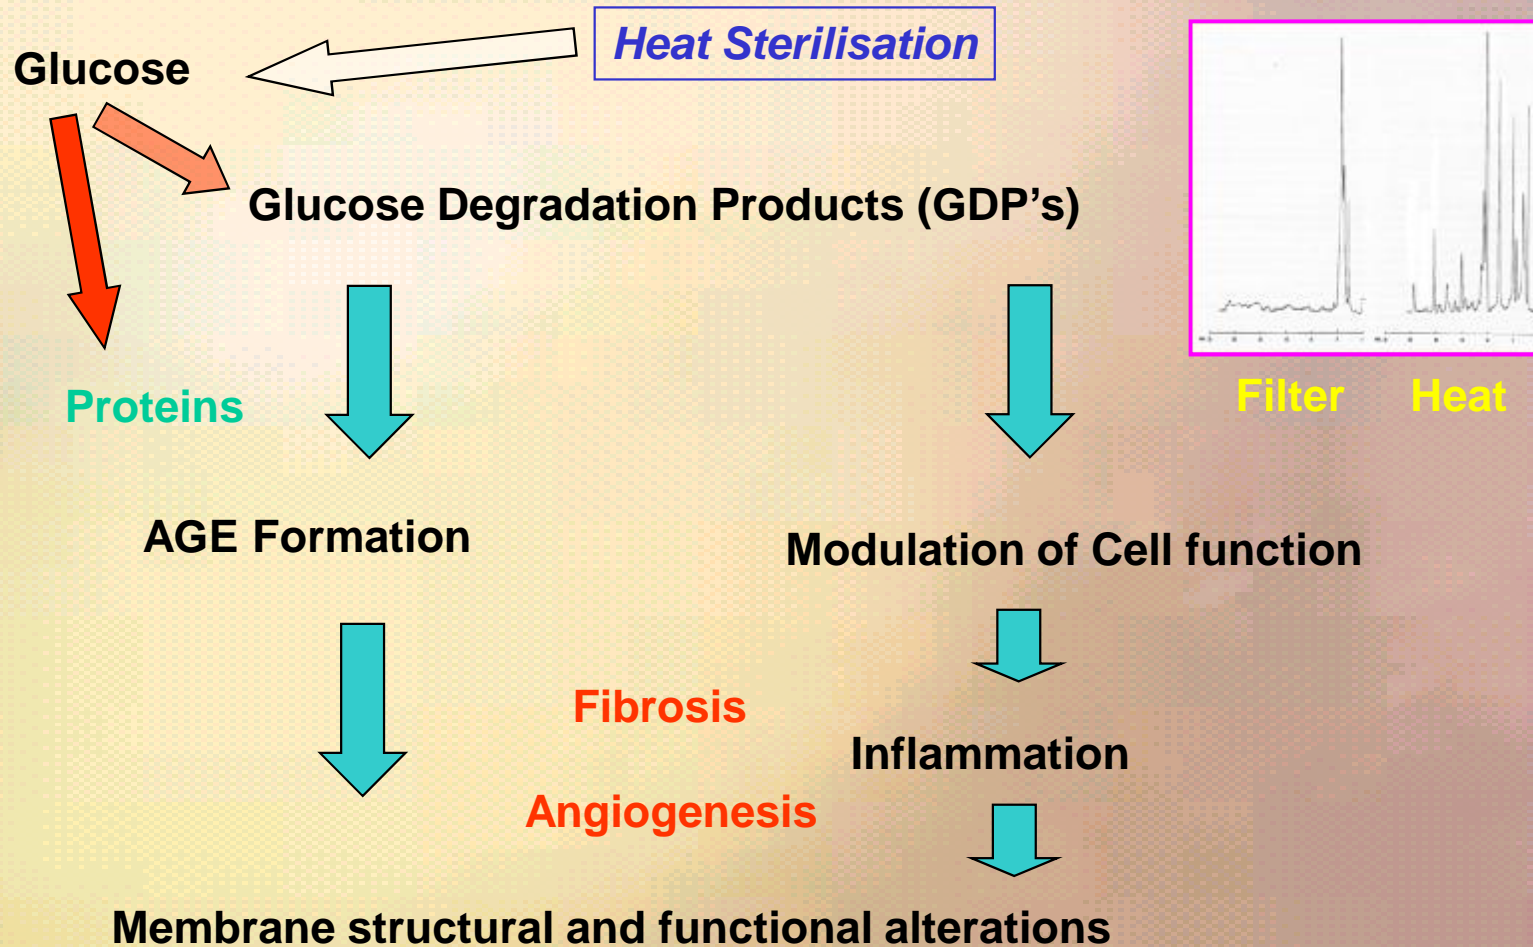 Heat Sterilisation
Glucose
Glucose Degradation Products (GDP's)
Filter Heat
Proteins
AGE Formation
Modulation of Cell function
Fibrosis
Inflammation
Angiogenesis
Membrane structural and functional alterations